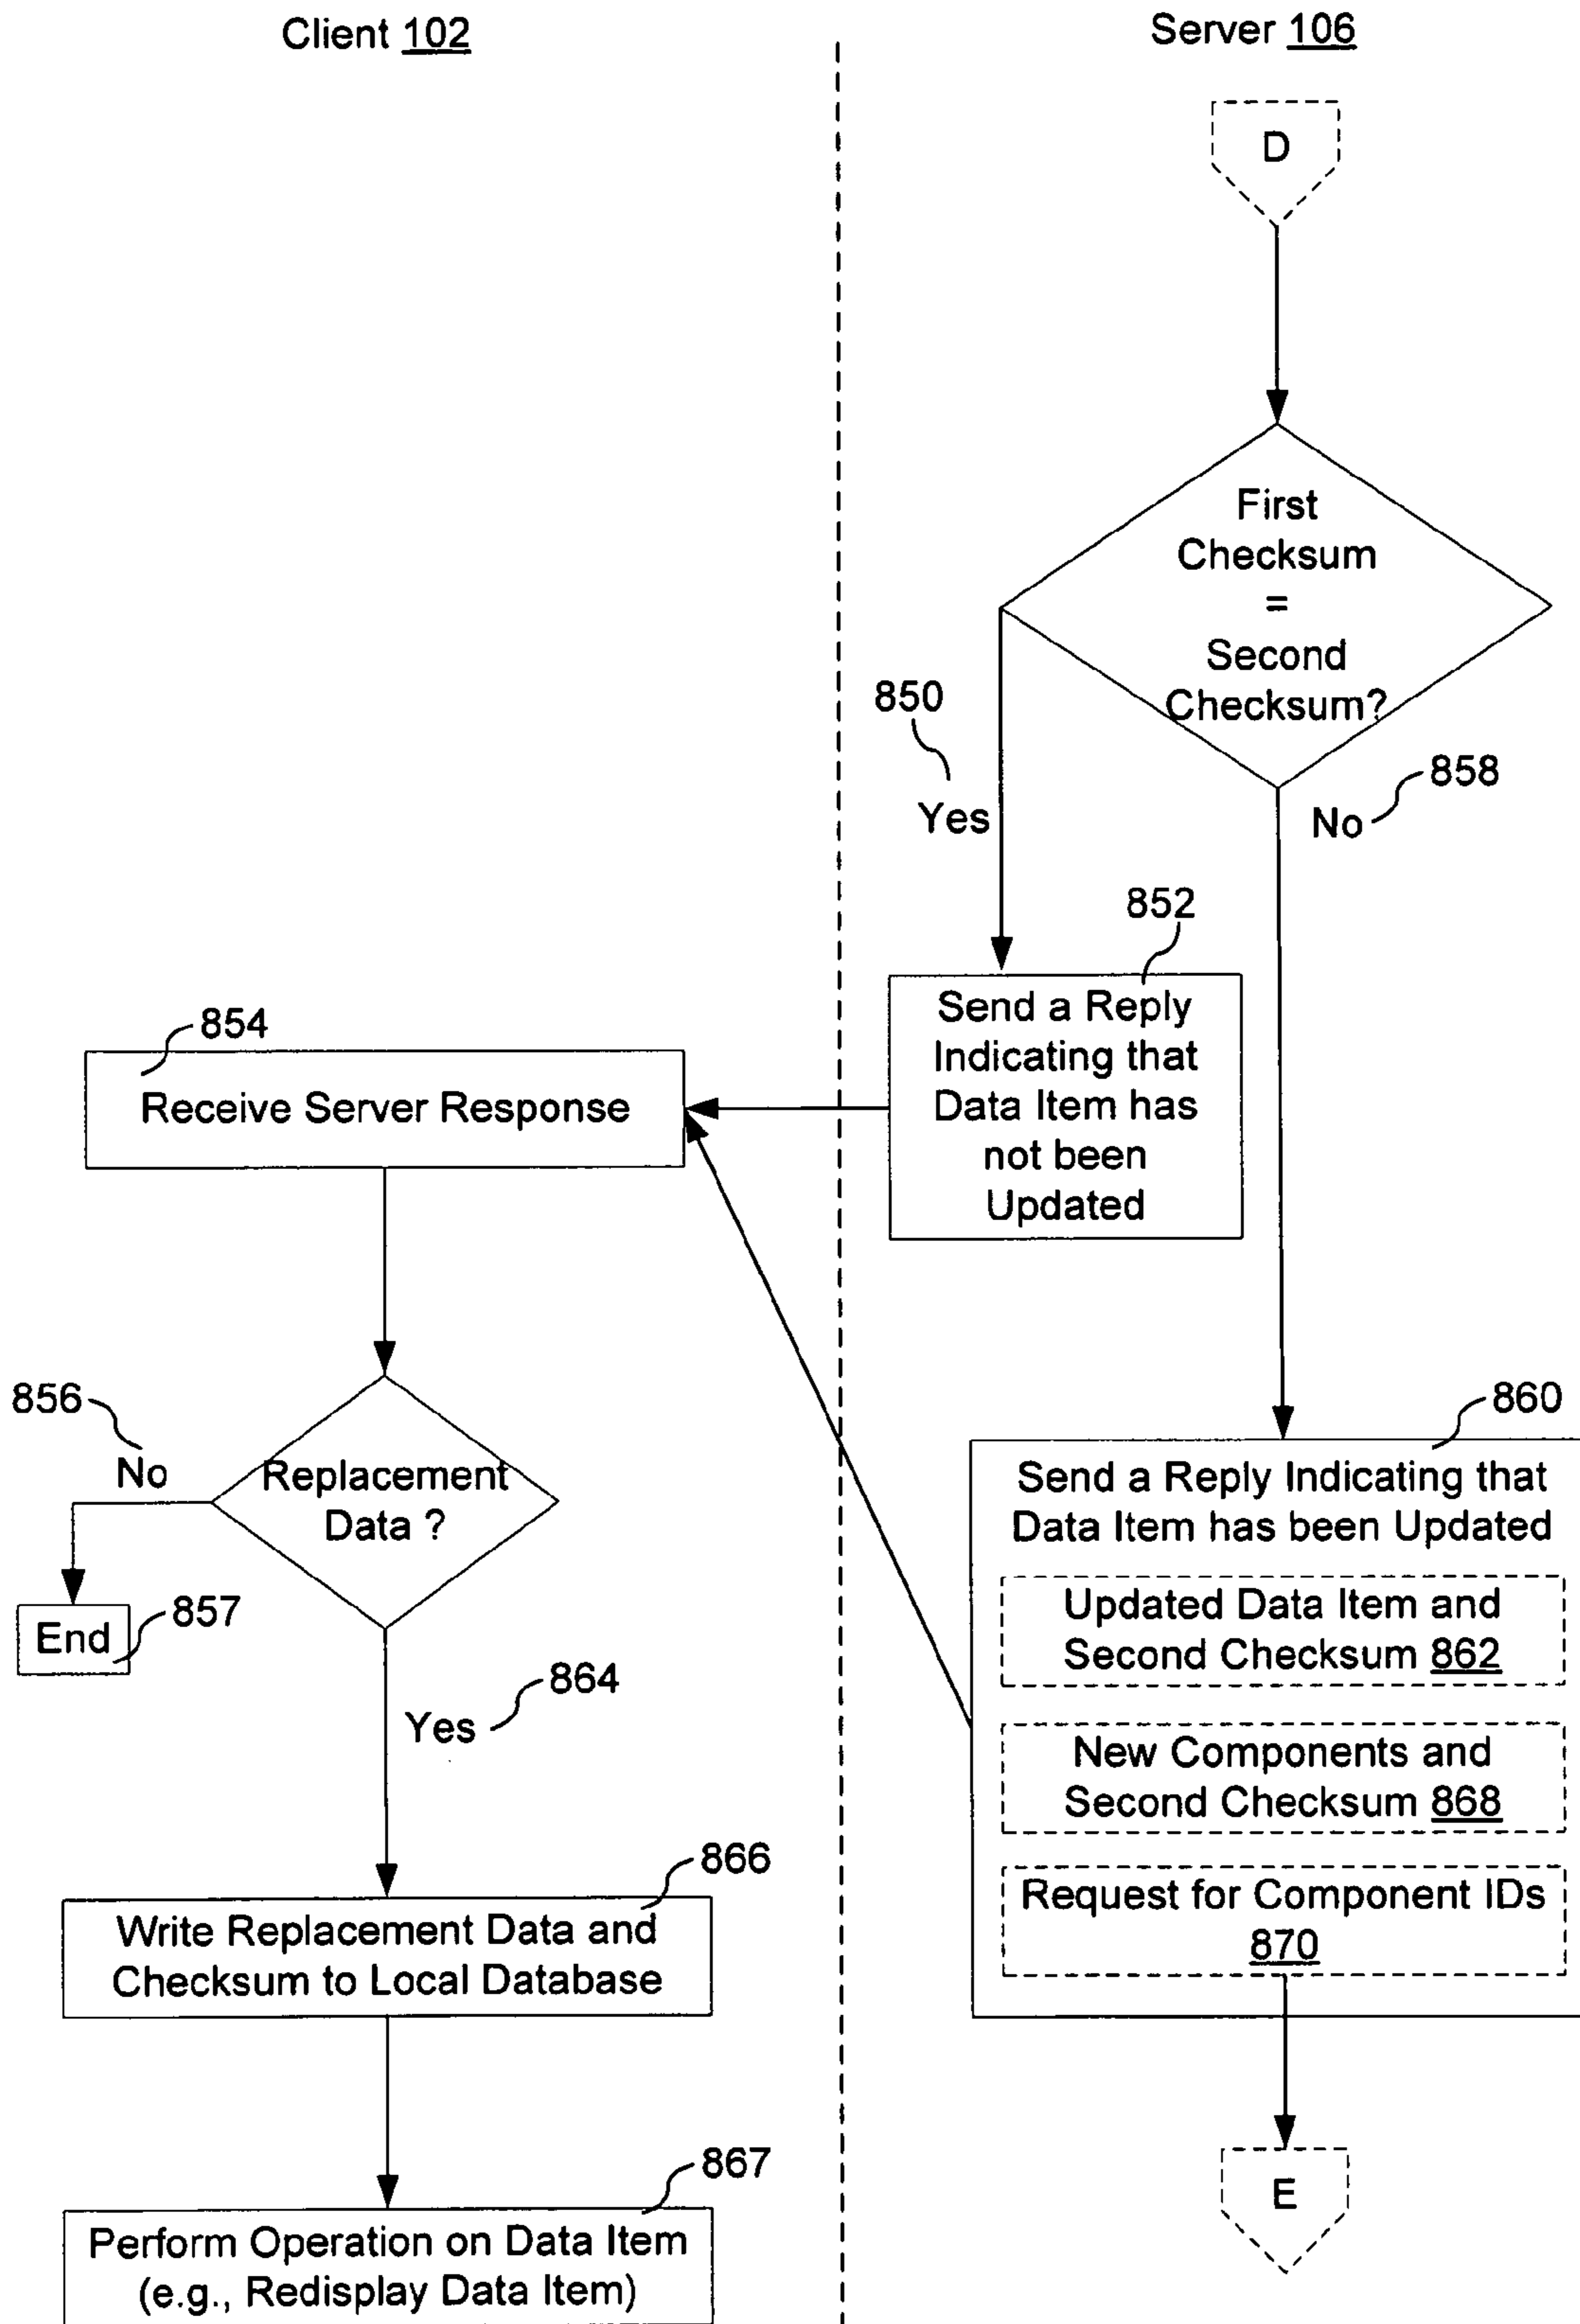 Client 102
Server 106
D
First
Checksum
=
Second
Checksum?
850
Yes
858
No
852
Send a Reply
Indicating that
Data Item has
not been
Updated
854
Receive Server Response
856
No
Replacement
Data ?
857
End
864
Yes
860
Send a Reply Indicating that
Data Item has been Updated
Updated Data Item and
Second Checksum 862
New Components and
Second Checksum 868
Request for Component IDs
870
866
Write Replacement Data and
Checksum to Local Database
867
Perform Operation on Data Item
(e.g., Redisplay Data Item)
E